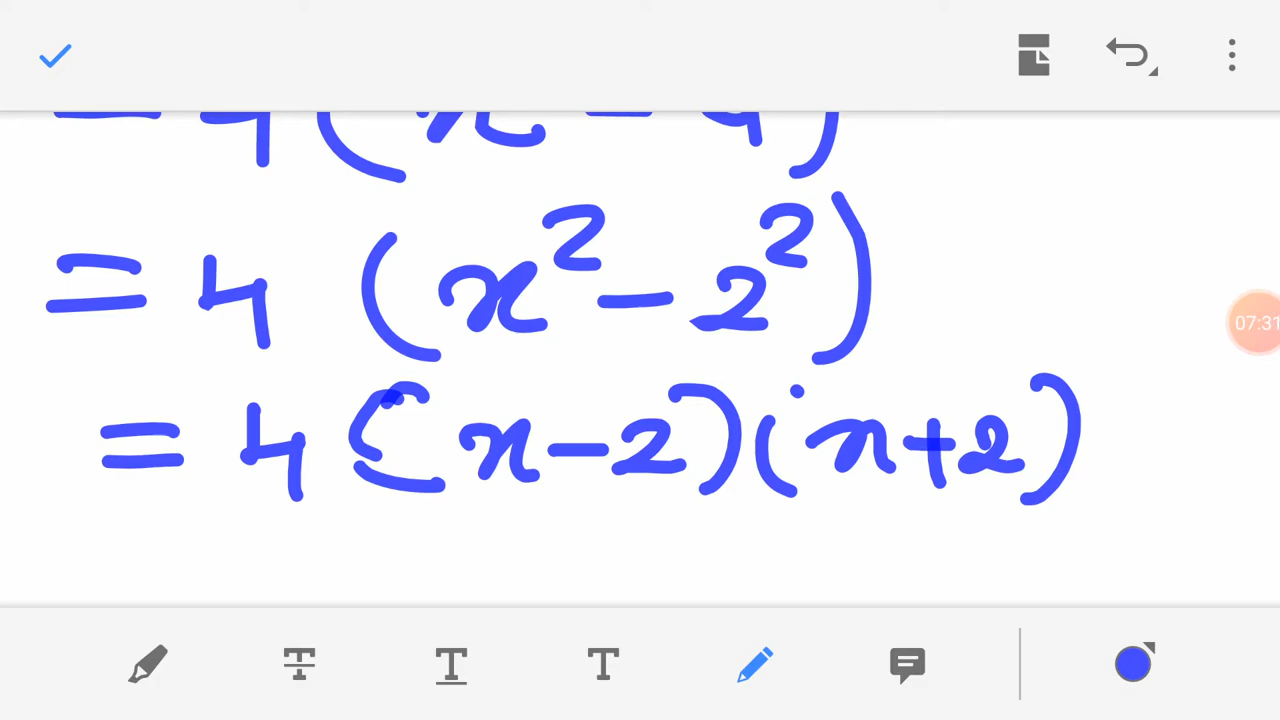 = 4 (x² - 2²)
= 4 (x-2)(x+2)
07:31
T T T